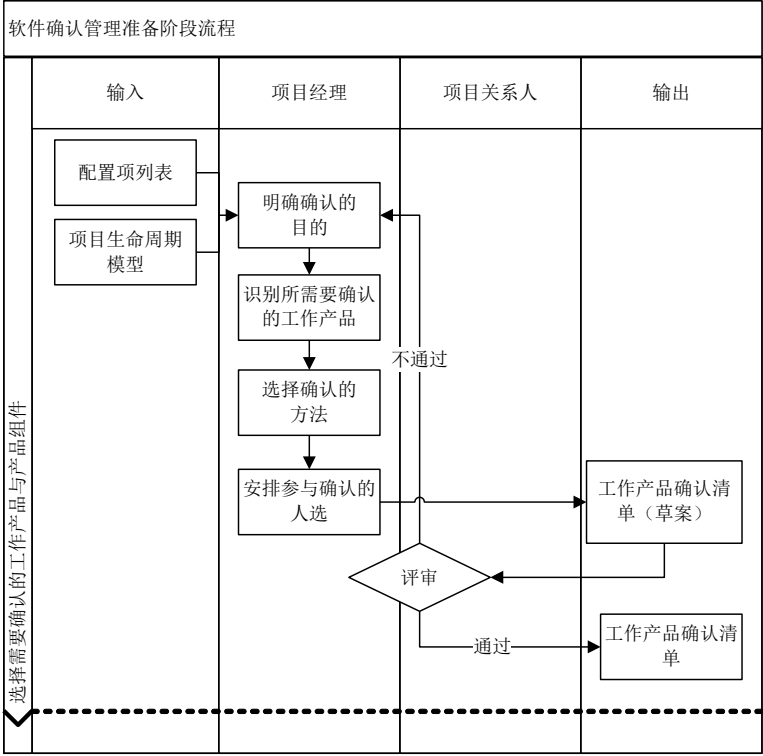 软件确认管理准备阶段流程
输入
项目经理
项目关系人
输出
配置项列表
项目生命周期
模型
明确确认的
目的
识别所需要确认
的工作产品
不通过
选择确认的
方法
安排参与确认的
人选
工作产品确认清
单（草案）
评审
通过
工作产品确认清
单
选择需要确认的工作产品与产品组件